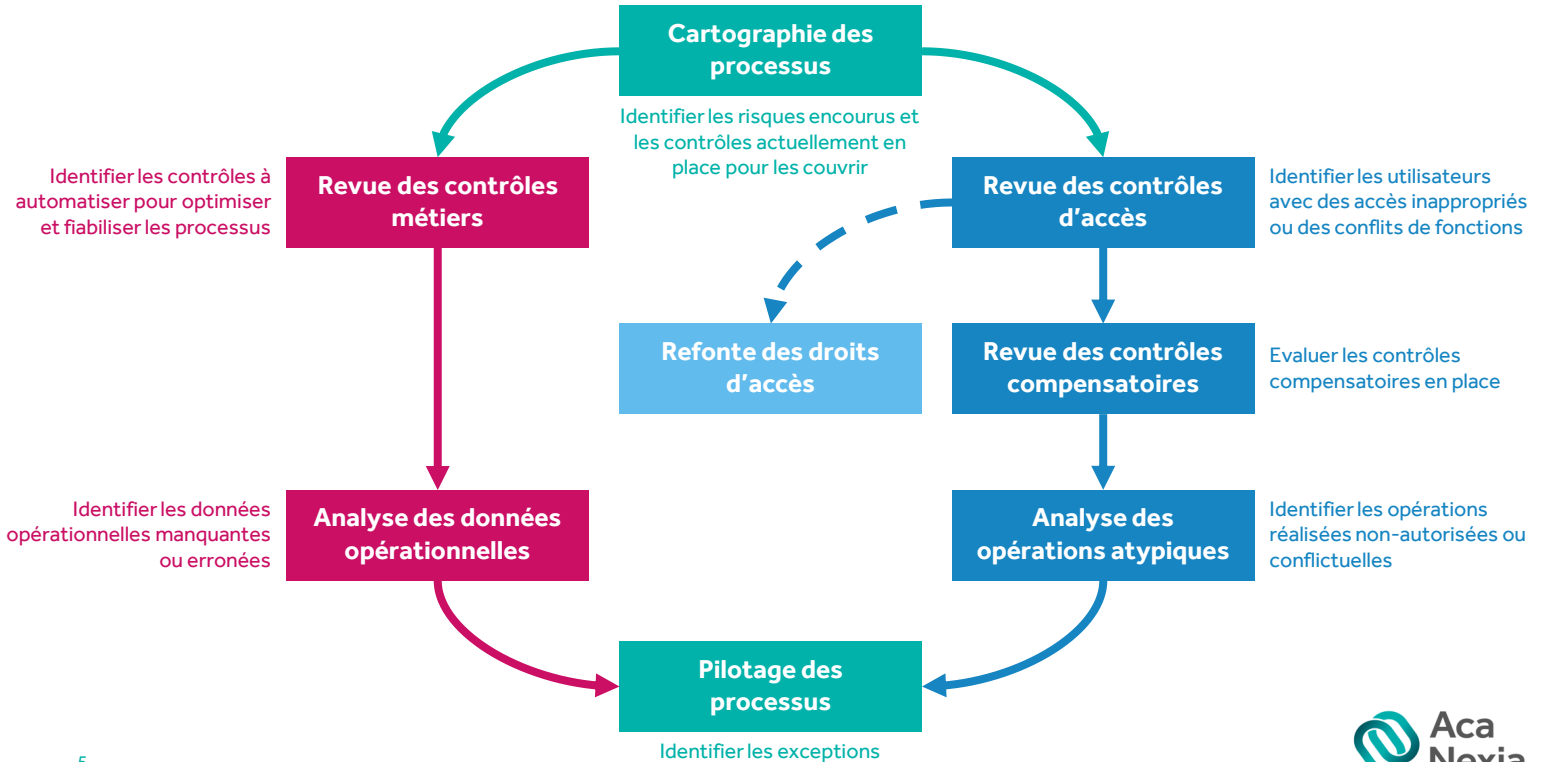 Cartographie des
processus
Identifier les risques encourus et
les contrôles actuellement en
place pour les couvrir
Identifier les contrôles à
automatiser pour optimiser
et fiabiliser les processus
Revue des contrôles
métiers
Revue des contrôles
d'accès
Identifier les utilisateurs
avec des accès inappropriés
ou des conflits de fonctions
Refonte des droits
d'accès
Revue des contrôles
compensatoires
Evaluer les contrôles
compensatoires en place
Identifier les données
opérationnelles manquantes
ou erronées
Analyse des données
opérationnelles
Analyse des
opérations atypiques
Identifier les opérations
réalisées non-autorisées ou
conflictuelles
Pilotage des
processus
Identifier les exceptions
5
Aca
Nexia